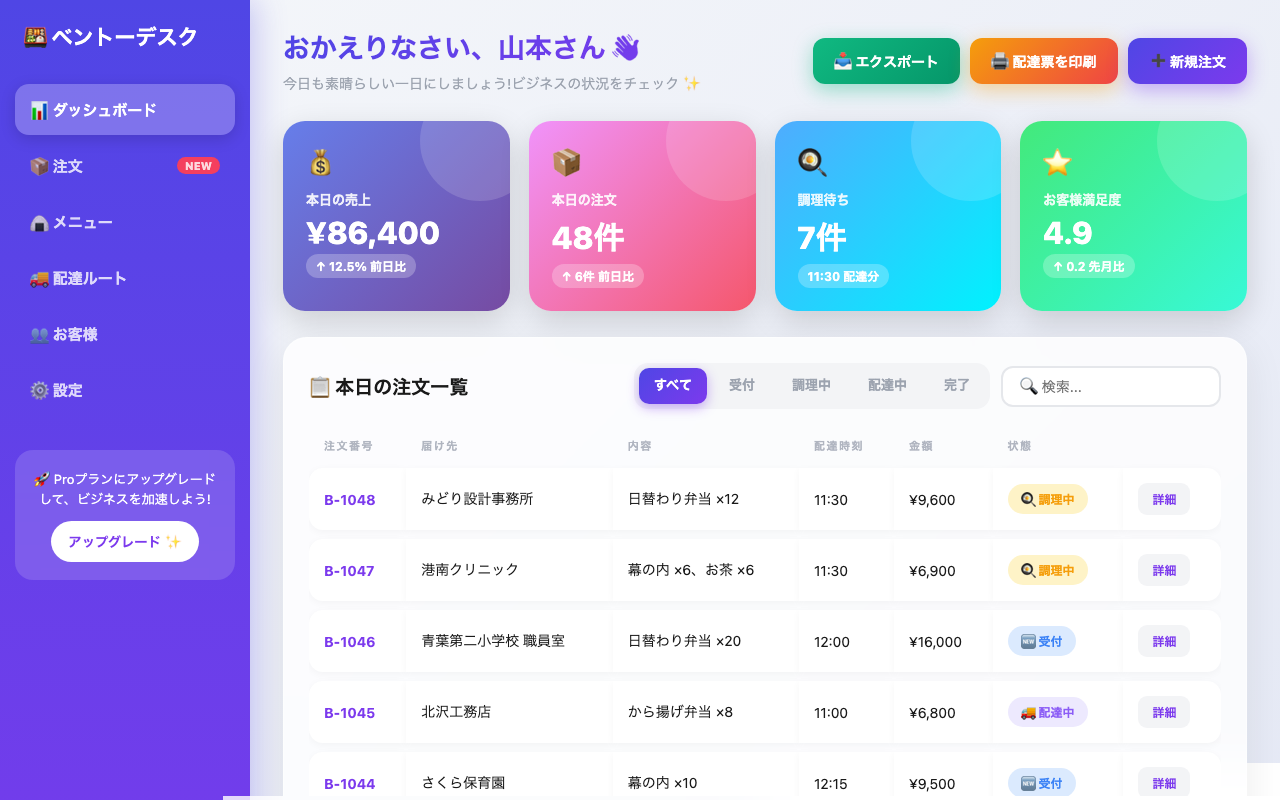 ベントーデスク
ダッシュボード
注文 NEW
メニュー
配達ルート
お客様
設定
🚀 Proプランにアップグレード
して、ビジネスを加速しよう!
アップグレード ✨
おかえりなさい、山本さん 👋
今日も素晴らしい一日にしましょう!ビジネスの状況をチェック ✨
エクスポート
配達票を印刷
➕ 新規注文
本日の売上
¥86,400
↑ 12.5% 前日比
本日の注文
48件
↑ 6件 前日比
調理待ち
7件
11:30 配達分
お客様満足度
4.9
↑ 0.2 先月比
📋 本日の注文一覧
すべて 受付 調理中 配達中 完了
🔍 検索...
注文番号 届け先 内容 配達時刻 金額 状態
B-1048 みどり設計事務所 日替わり弁当 ×12 11:30 ¥9,600 調理中 詳細
B-1047 港南クリニック 幕の内 ×6、お茶 ×6 11:30 ¥6,900 調理中 詳細
B-1046 青葉第二小学校 職員室 日替わり弁当 ×20 12:00 ¥16,000 🆕 受付 詳細
B-1045 北沢工務店 から揚げ弁当 ×8 11:00 ¥6,800 配達中 詳細
B-1044 さくら保育園 幕の内 ×10 12:15 ¥9,500 🆕 受付 詳細